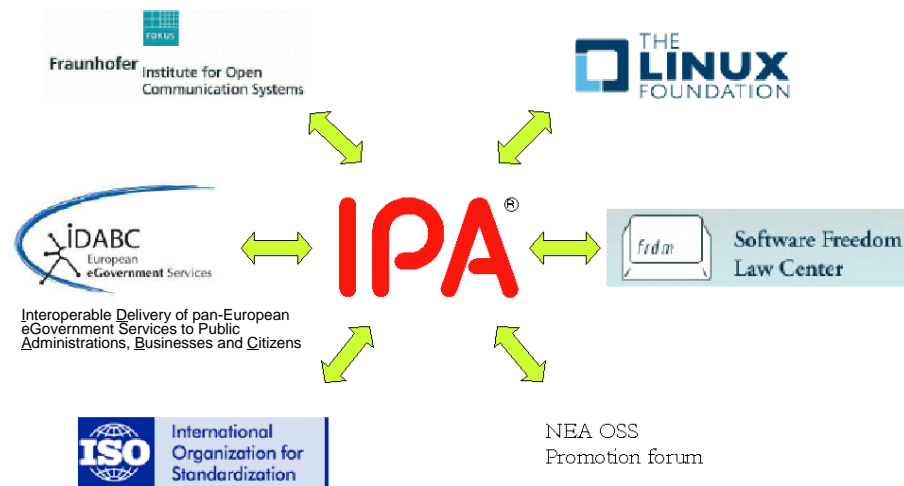 FOKUS
Fraunhofer Institute for Open
Communication Systems
THE
LINUX
FOUNDATION
iDABC
European
eGovernment Services
Interoperable Delivery of pan-European
eGovernment Services to Public
Administrations, Businesses and Citizens
IPA®
frdm
Software Freedom
Law Center
ISO
International
Organization for
Standardization
NEA OSS
Promotion forum